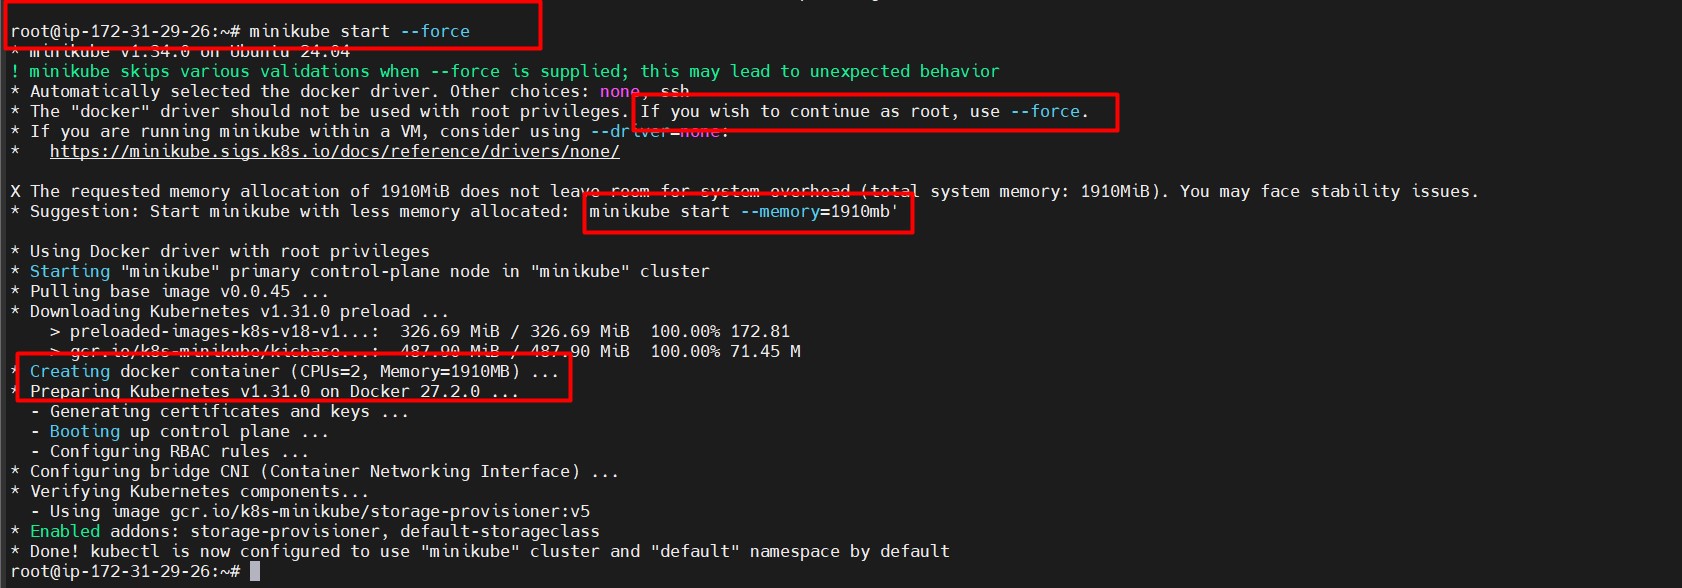 root@ip-172-31-29-26:~# minikube start --force
* minikube v1.34.0 on Ubuntu 24.04
! minikube skips various validations when --force is supplied; this may lead to unexpected behavior
* Automatically selected the docker driver. Other choices: none, ssh
* The "docker" driver should not be used with root privileges. If you wish to continue as root, use --force.
* If you are running minikube within a VM, consider using --driver=none:
*   https://minikube.sigs.k8s.io/docs/reference/drivers/none/
X The requested memory allocation of 1910MiB does not leave room for system overhead (total system memory: 1910MiB). You may face stability issues.
* Suggestion: Start minikube with less memory allocated: 'minikube start --memory=1910mb'
* Using Docker driver with root privileges
* Starting "minikube" primary control-plane node in "minikube" cluster
* Pulling base image v0.0.45 ...
* Downloading Kubernetes v1.31.0 preload ...
    > preloaded-images-k8s-v18-v1...:  326.69 MiB / 326.69 MiB  100.00% 172.81
    > gcr.io/k8s-minikube/kicbase...:  487.90 MiB / 487.90 MiB  100.00% 71.45 M
* Creating docker container (CPUs=2, Memory=1910MB) ...
* Preparing Kubernetes v1.31.0 on Docker 27.2.0 ...
  - Generating certificates and keys ...
  - Booting up control plane ...
  - Configuring RBAC rules ...
* Configuring bridge CNI (Container Networking Interface) ...
* Verifying Kubernetes components...
  - Using image gcr.io/k8s-minikube/storage-provisioner:v5
* Enabled addons: storage-provisioner, default-storageclass
* Done! kubectl is now configured to use "minikube" cluster and "default" namespace by default
root@ip-172-31-29-26:~#